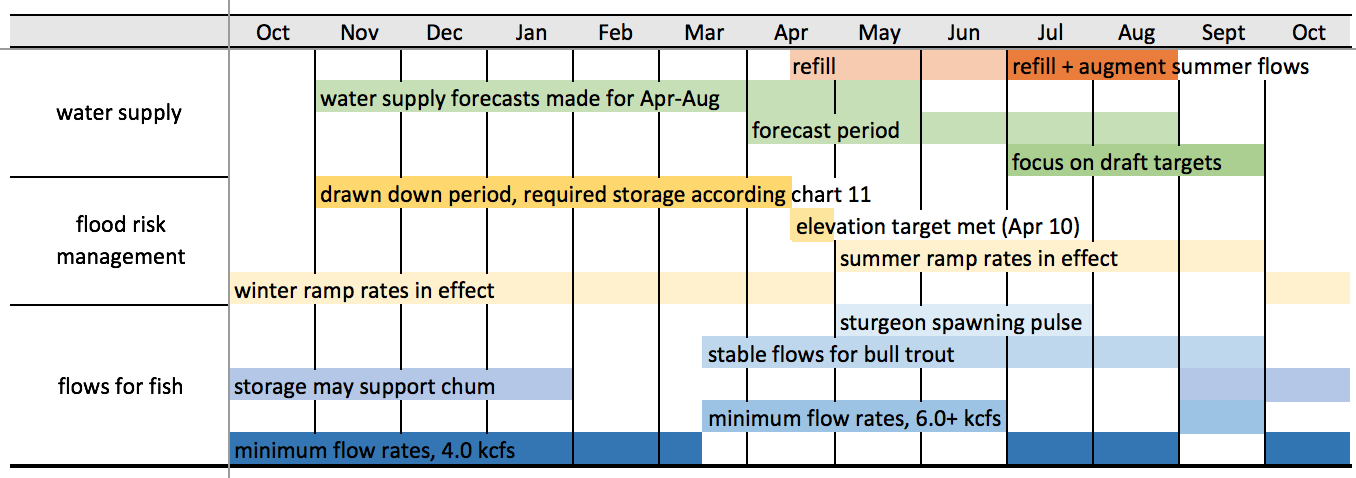 Oct Nov Dec Jan Feb Mar Apr May Jun Jul Aug Sept Oct
water supply
refill
refill + augment summer flows
water supply forecasts made for Apr-Aug
forecast period
focus on draft targets
flood risk
management
drawn down period, required storage according chart 11
elevation target met (Apr 10)
summer ramp rates in effect
winter ramp rates in effect
flows for fish
sturgeon spawning pulse
stable flows for bull trout
storage may support chum
minimum flow rates, 6.0+ kcfs
minimum flow rates, 4.0 kcfs